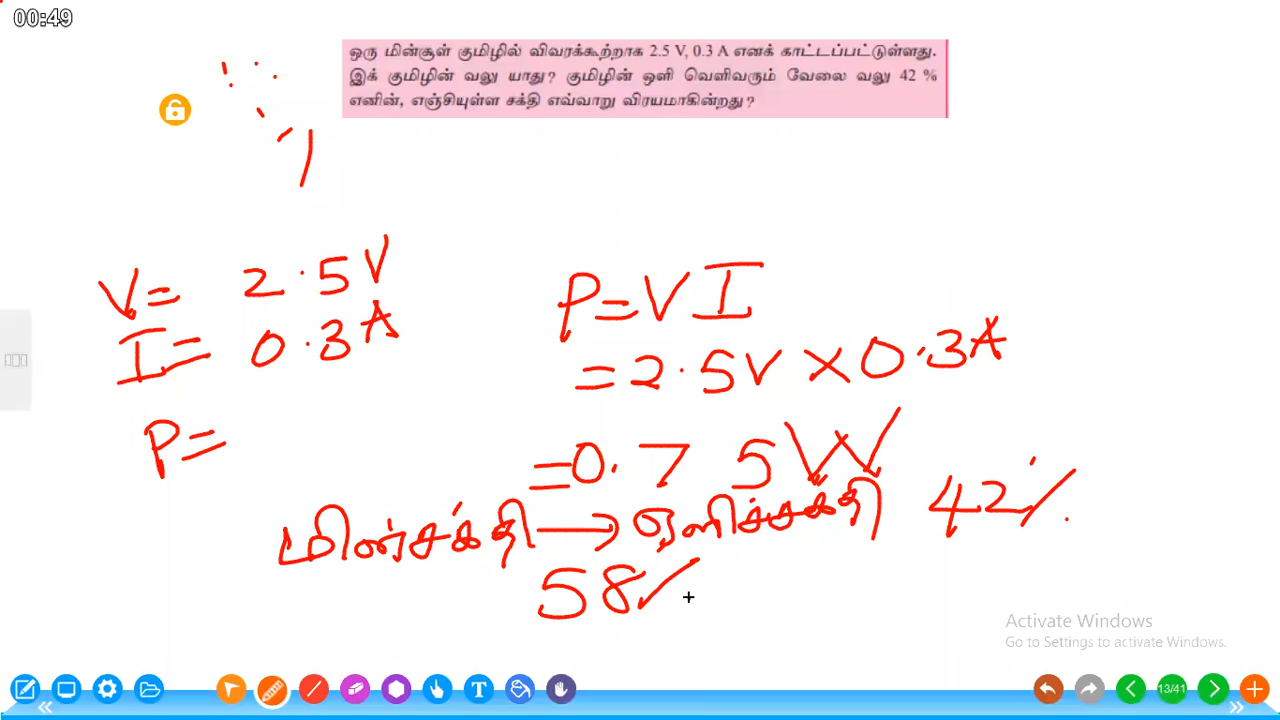 00:49
ஒரு மின்சூள் குமிழில் விவரக்கூற்றாக 2.5 V, 0.3 A எனக் காட்டப்பட்டுள்ளது.
இக் குமிழின் வலு யாது? குமிழின் ஒளி வெளிவரும் வேலை வலு 42 %
எனின், எஞ்சியுள்ள சக்தி எவ்வாறு விரயமாகின்றது?
V= 2.5V
I= 0.3A
P=
P=VI
=2.5V×0.3A
=0.75W
மின்சக்தி → ஒளிச்சக்தி 42%
58%
Activate Windows
Go to Settings to activate Windows.
13/41